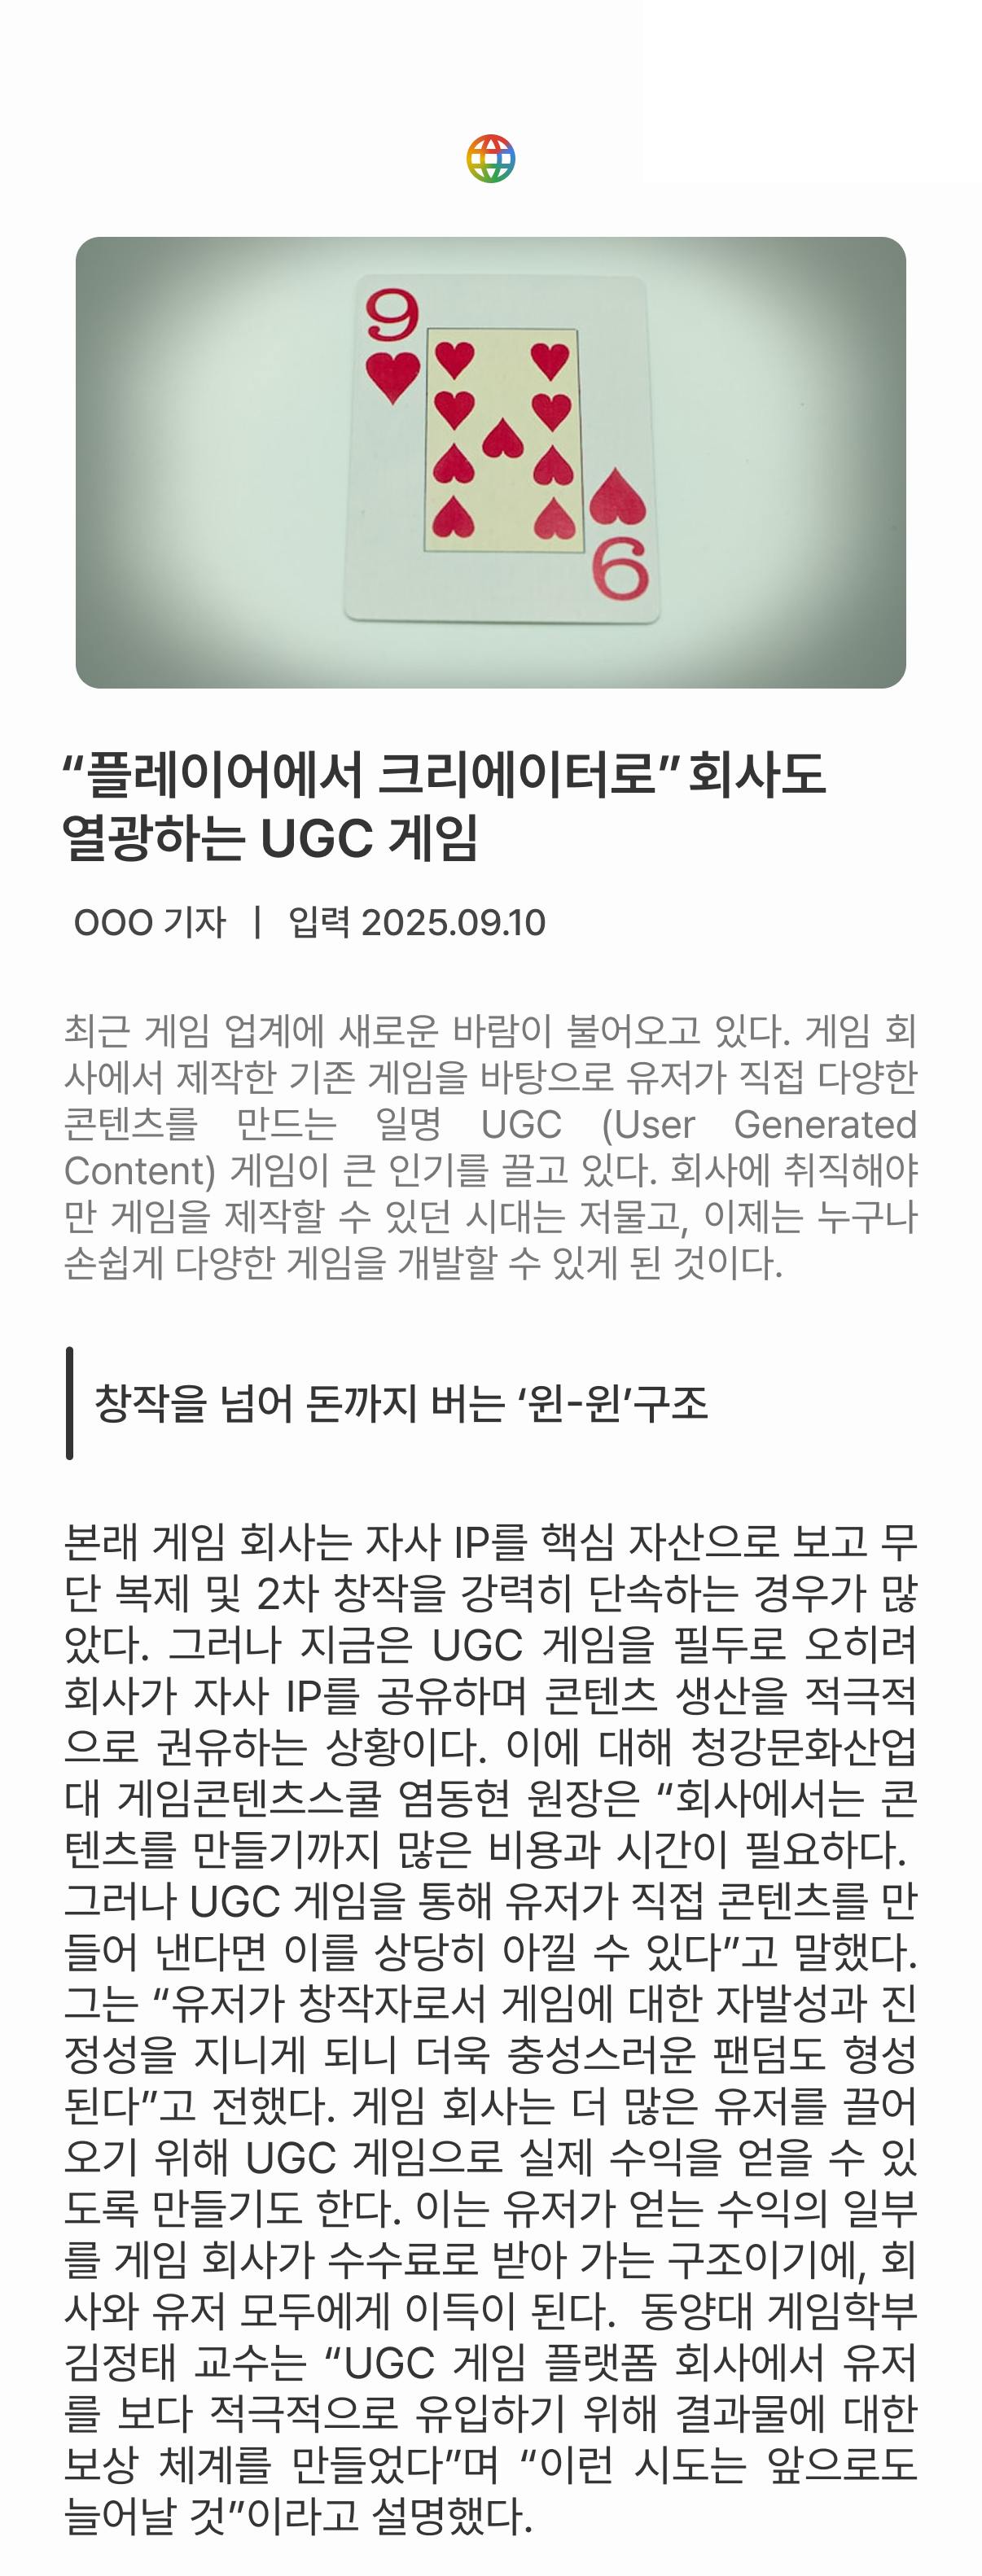 9
6
“플레이어에서 크리에이터로” 회사도
열광하는 UGC 게임
OOO 기자 | 입력 2025.09.10
최근 게임 업계에 새로운 바람이 불어오고 있다. 게임 회
사에서 제작한 기존 게임을 바탕으로 유저가 직접 다양한
콘텐츠를 만드는 일명 UGC (User Generated
Content) 게임이 큰 인기를 끌고 있다. 회사에 취직해야
만 게임을 제작할 수 있던 시대는 저물고, 이제는 누구나
손쉽게 다양한 게임을 개발할 수 있게 된 것이다.
창작을 넘어 돈까지 버는 ‘윈-윈’구조
본래 게임 회사는 자사 IP를 핵심 자산으로 보고 무
단 복제 및 2차 창작을 강력히 단속하는 경우가 많
았다. 그러나 지금은 UGC 게임을 필두로 오히려
회사가 자사 IP를 공유하며 콘텐츠 생산을 적극적
으로 권유하는 상황이다. 이에 대해 청강문화산업
대 게임콘텐츠스쿨 염동현 원장은 “회사에서는 콘
텐츠를 만들기까지 많은 비용과 시간이 필요하다.
그러나 UGC 게임을 통해 유저가 직접 콘텐츠를 만
들어 낸다면 이를 상당히 아낄 수 있다”고 말했다.
그는 “유저가 창작자로서 게임에 대한 자발성과 진
정성을 지니게 되니 더욱 충성스러운 팬덤도 형성
된다”고 전했다. 게임 회사는 더 많은 유저를 끌어
오기 위해 UGC 게임으로 실제 수익을 얻을 수 있
도록 만들기도 한다. 이는 유저가 얻는 수익의 일부
를 게임 회사가 수수료로 받아 가는 구조이기에, 회
사와 유저 모두에게 이득이 된다. 동양대 게임학부
김정태 교수는 “UGC 게임 플랫폼 회사에서 유저
를 보다 적극적으로 유입하기 위해 결과물에 대한
보상 체계를 만들었다”며 “이런 시도는 앞으로도
늘어날 것”이라고 설명했다.